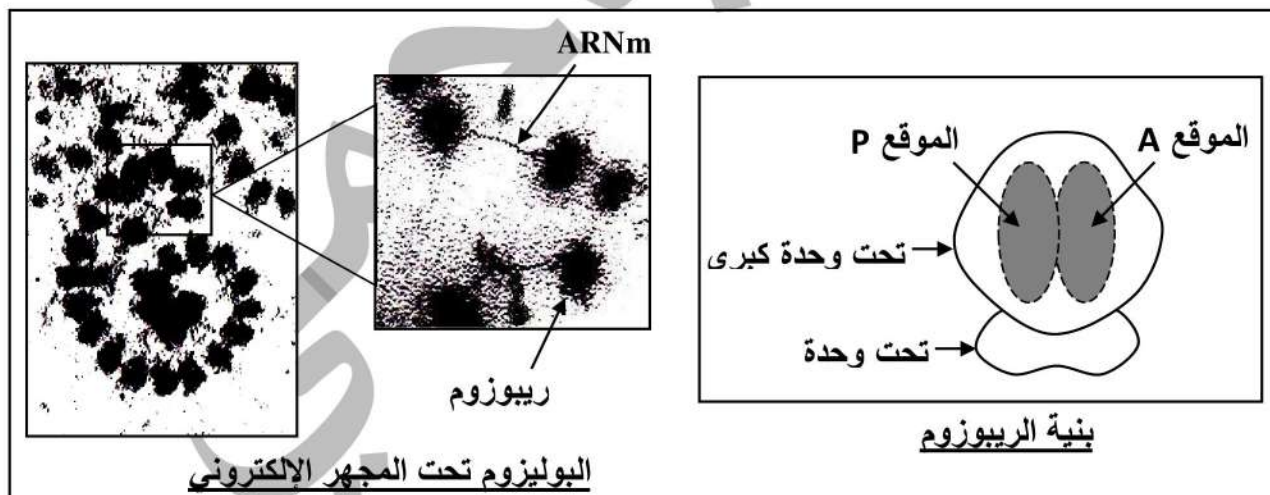 ARNm
ريبوزوم
البوليزوم تحت المجهر الإلكتروني
الموقع A
الموقع P
تحت وحدة كبرى
تحت وحدة
بنية الريبوزوم